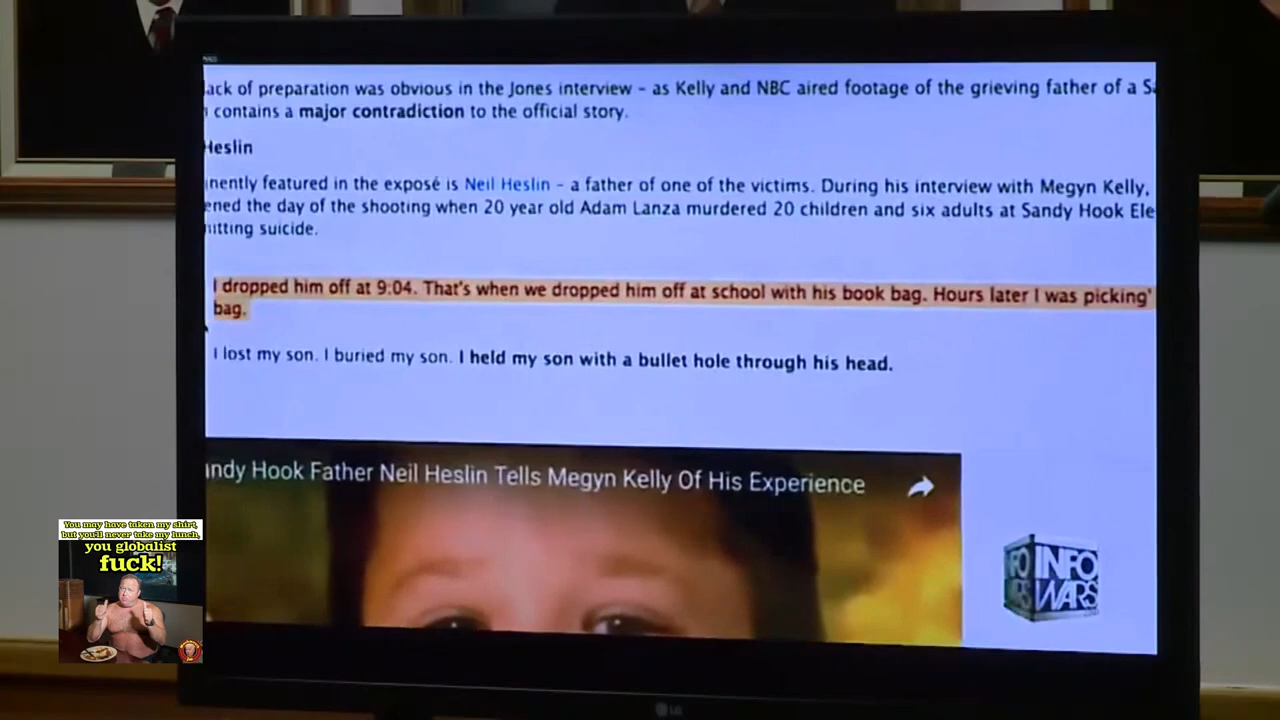 ack of preparation was obvious in the Jones interview – as Kelly and NBC aired footage of the grieving father of a Sa
contains a major contradiction to the official story.
Heslin
nently featured in the exposé is Neil Heslin – a father of one of the victims. During his interview with Megyn Kelly,
ened the day of the shooting when 20 year old Adam Lanza murdered 20 children and six adults at Sandy Hook Ele
itting suicide.
I dropped him off at 9:04. That's when we dropped him off at school with his book bag. Hours later I was picking'
bag.
I lost my son. I buried my son. I held my son with a bullet hole through his head.
andy Hook Father Neil Heslin Tells Megyn Kelly Of His Experience
INFO
WARS
You may have taken my shirt,
but you'll never take my lunch,
you globalist
fuck!
LG